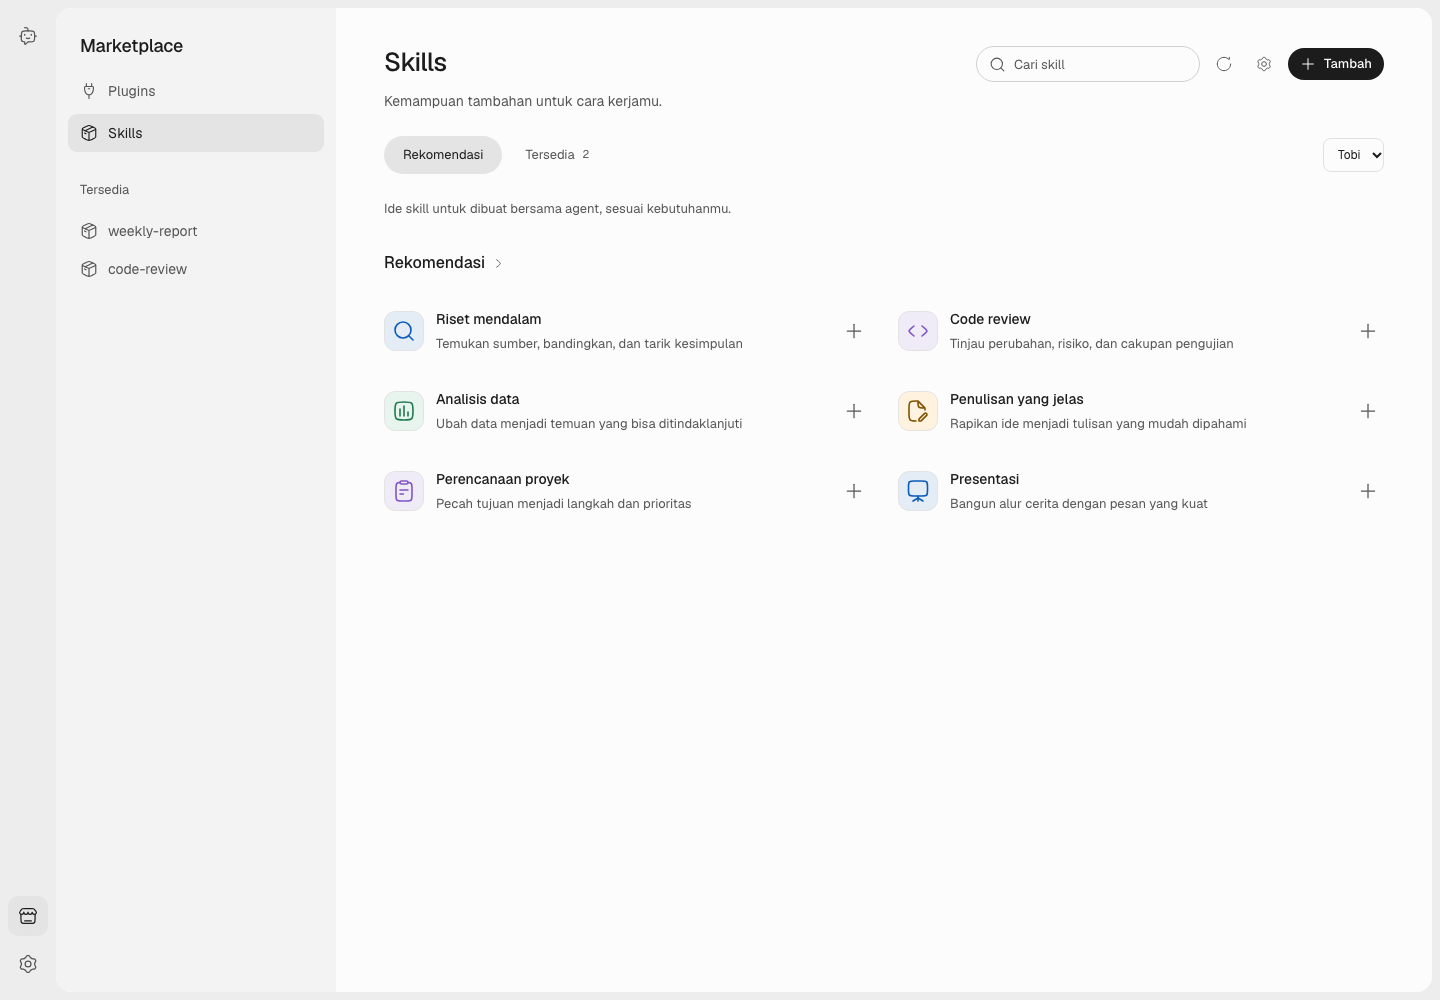 Marketplace
Plugins
Skills
Tersedia
weekly-report
code-review
Skills
Cari skill
Tambah
Kemampuan tambahan untuk cara kerjamu.
Rekomendasi
Tersedia 2
Tobi
Ide skill untuk dibuat bersama agent, sesuai kebutuhanmu.
Rekomendasi
Riset mendalam
Temukan sumber, bandingkan, dan tarik kesimpulan
Code review
Tinjau perubahan, risiko, dan cakupan pengujian
Analisis data
Ubah data menjadi temuan yang bisa ditindaklanjuti
Penulisan yang jelas
Rapikan ide menjadi tulisan yang mudah dipahami
Perencanaan proyek
Pecah tujuan menjadi langkah dan prioritas
Presentasi
Bangun alur cerita dengan pesan yang kuat